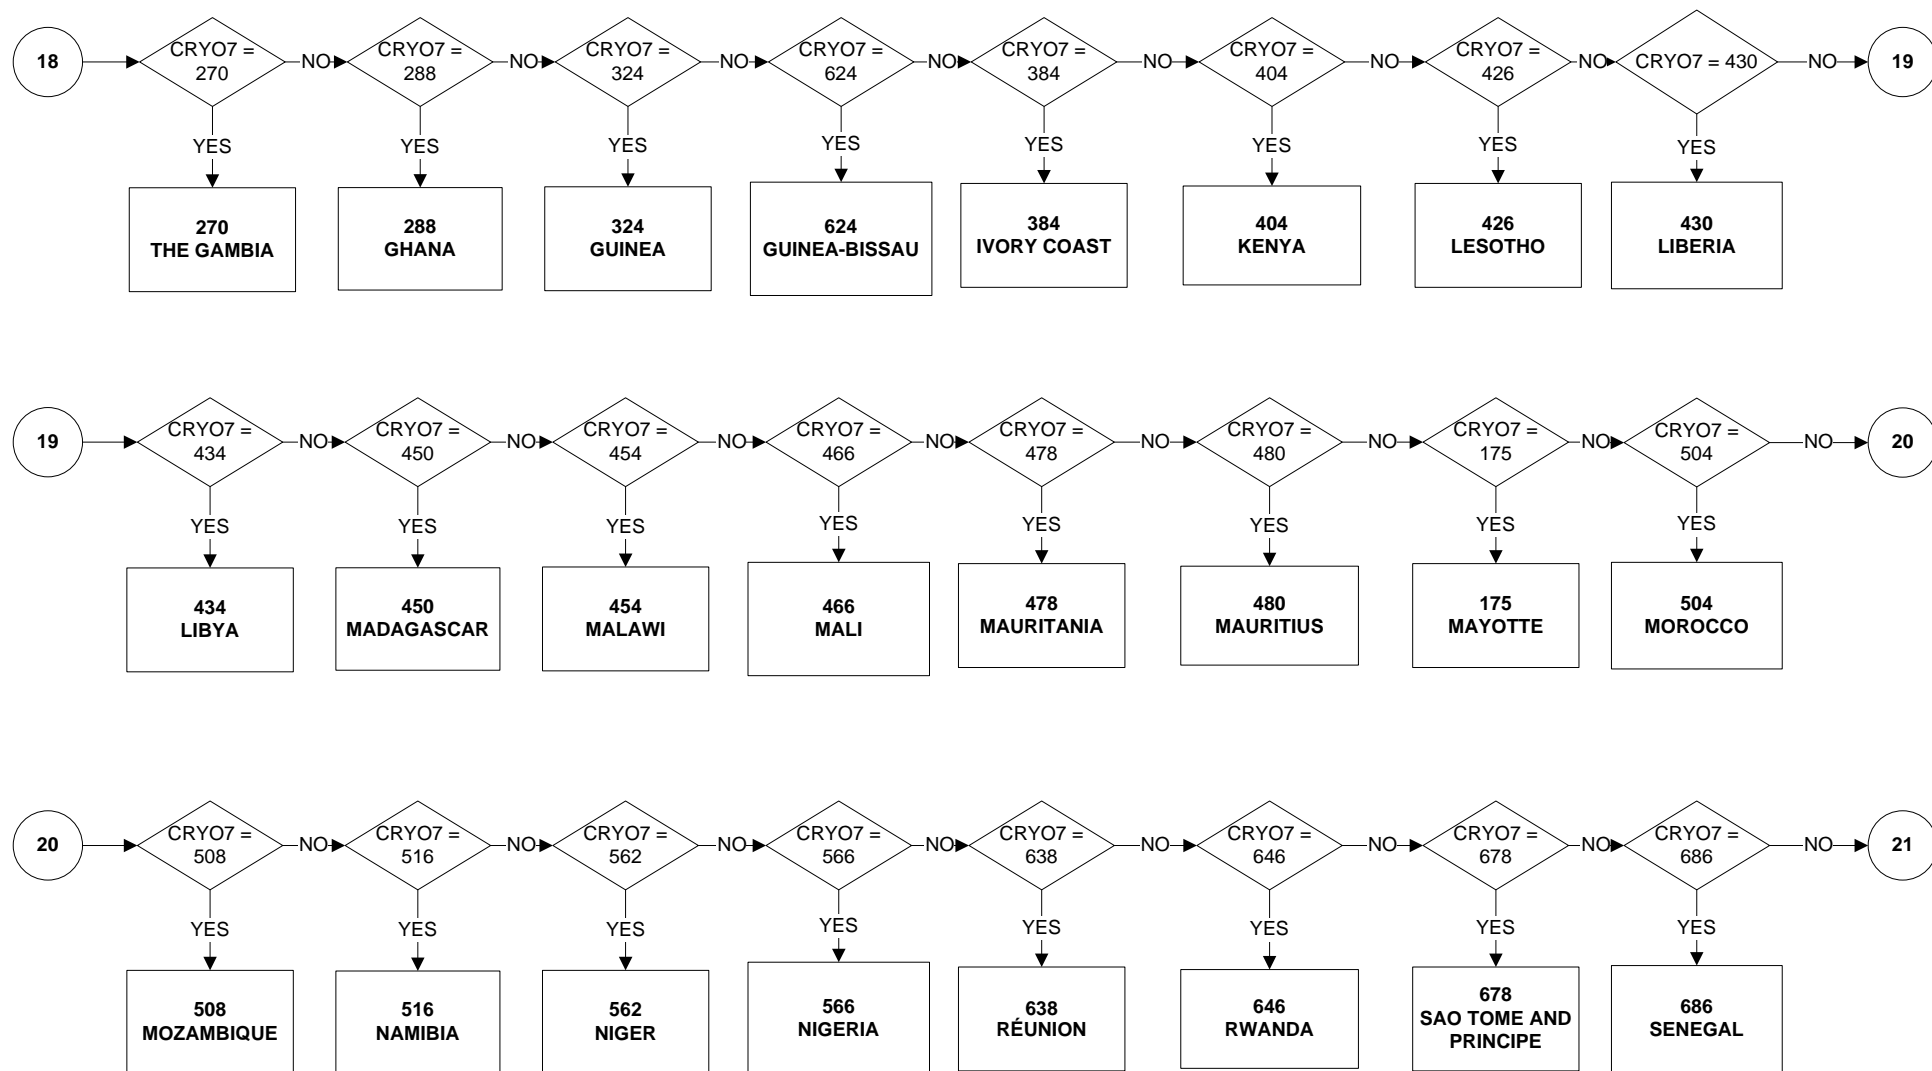 18
CRYO7 =
270
NO
CRYO7 =
288
NO
CRYO7 =
324
NO
CRYO7 =
624
NO
CRYO7 =
384
NO
CRYO7 =
404
NO
CRYO7 =
426
NO
CRYO7 = 430
NO
19
YES
YES
YES
YES
YES
YES
YES
YES
270
THE GAMBIA
288
GHANA
324
GUINEA
624
GUINEA-BISSAU
384
IVORY COAST
404
KENYA
426
LESOTHO
430
LIBERIA
19
CRYO7 =
434
NO
CRYO7 =
450
NO
CRYO7 =
454
NO
CRYO7 =
466
NO
CRYO7 =
478
NO
CRYO7 =
480
NO
CRYO7 =
175
NO
CRYO7 =
504
NO
20
YES
YES
YES
YES
YES
YES
YES
YES
434
LIBYA
450
MADAGASCAR
454
MALAWI
466
MALI
478
MAURITANIA
480
MAURITIUS
175
MAYOTTE
504
MOROCCO
20
CRYO7 =
508
NO
CRYO7 =
516
NO
CRYO7 =
562
NO
CRYO7 =
566
NO
CRYO7 =
638
NO
CRYO7 =
646
NO
CRYO7 =
678
NO
CRYO7 =
686
NO
21
YES
YES
YES
YES
YES
YES
YES
YES
508
MOZAMBIQUE
516
NAMIBIA
562
NIGER
566
NIGERIA
638
RÉUNION
646
RWANDA
678
SAO TOME AND
PRINCIPE
686
SENEGAL